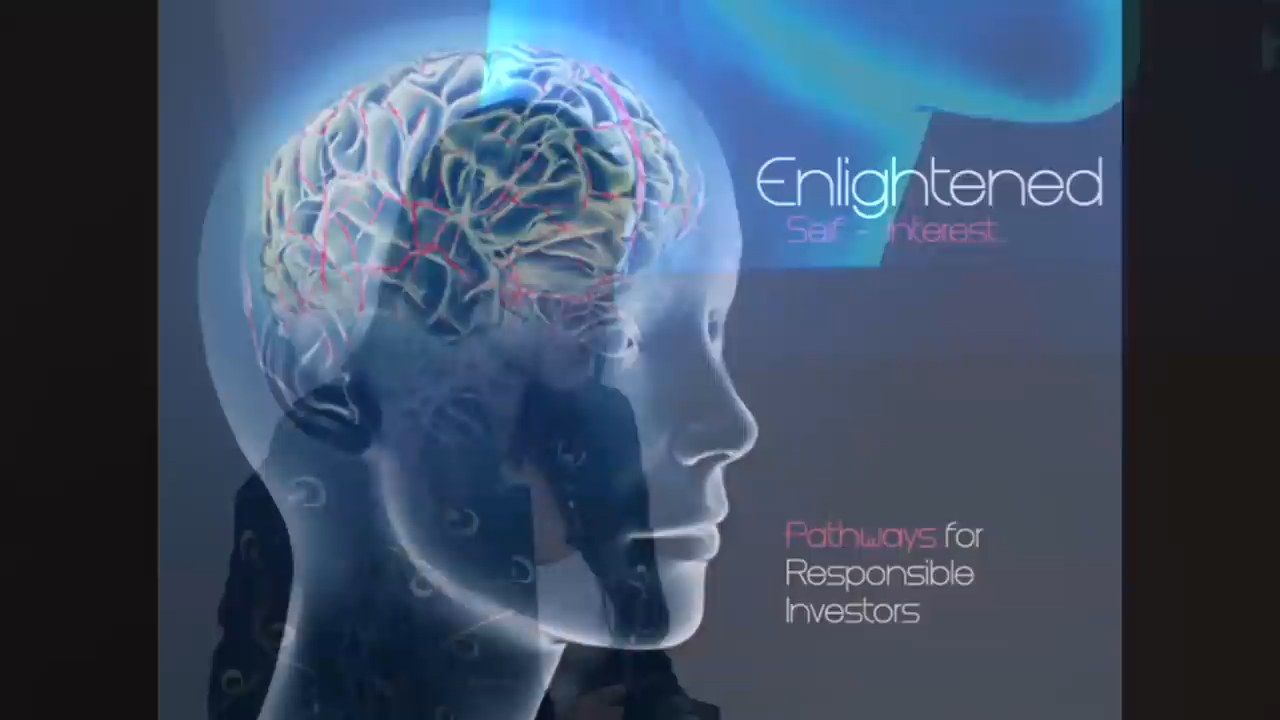 Enlightened
Self - Interest
Pathways for
Responsible
Investors